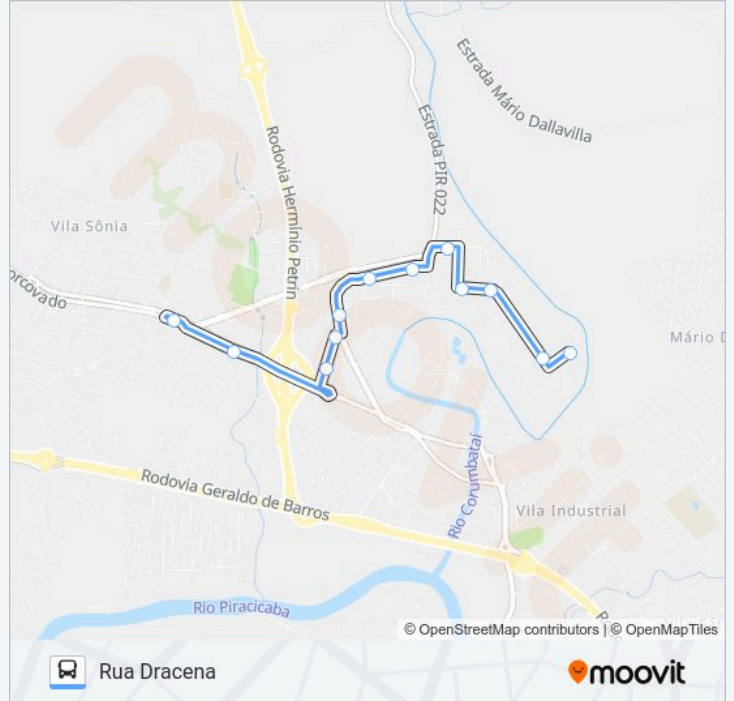 Estrada Mário Dallavilla
Estrada PIR 022
Rodovia Hermínio Petrin
Vila Sônia
orcovado
Mário D
Rio Corumbataí
Rodovia Geraldo de Barros
Vila Industrial
Rio Piracicaba
© OpenStreetMap contributors | © OpenMapTiles
Rua Dracena
moovit